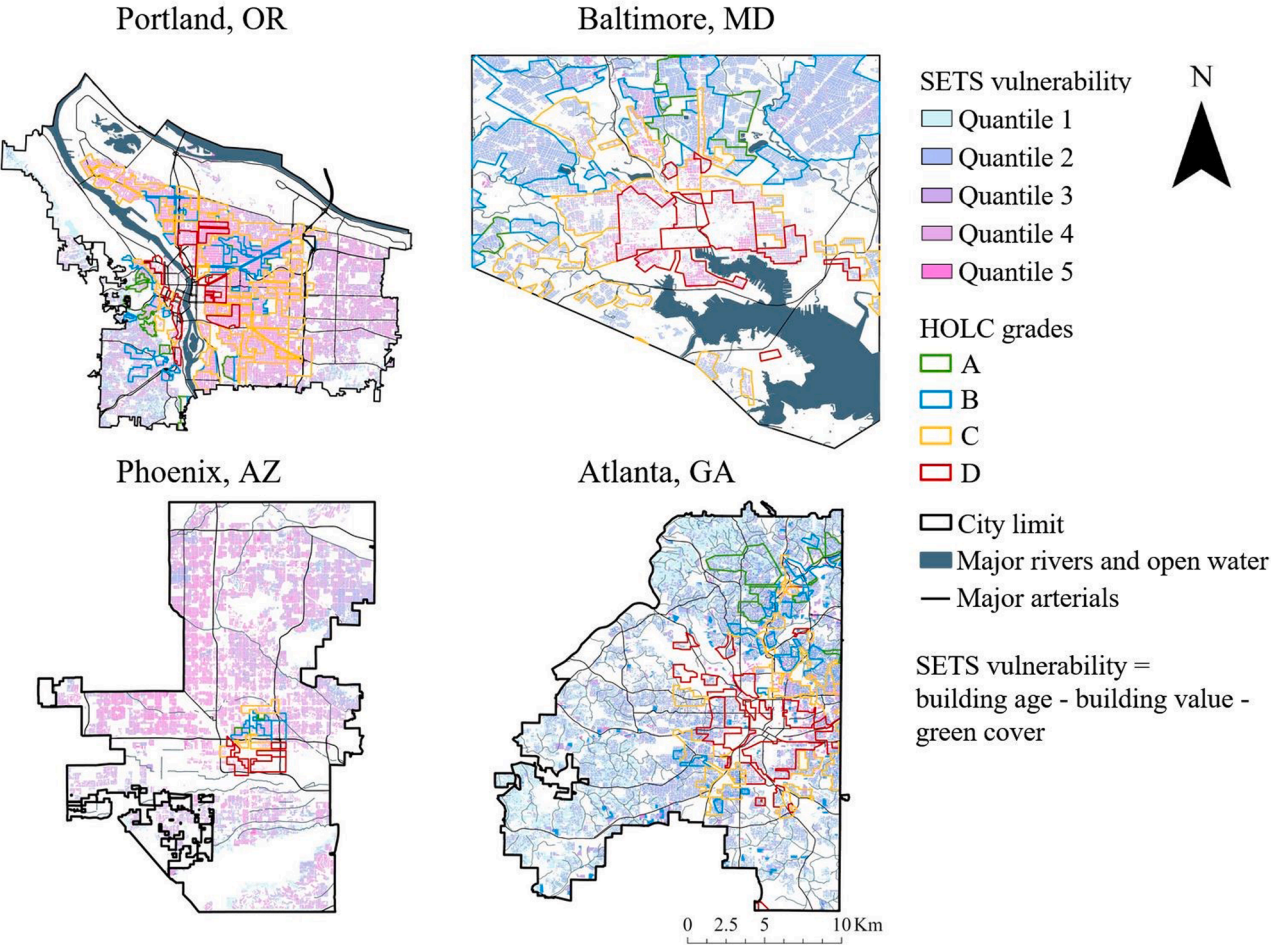 Portland, OR
Baltimore, MD
SETS vulnerability
Quantile 1
Quantile 2
Quantile 3
Quantile 4
Quantile 5
N
HOLC grades
A
B
C
D
City limit
Major rivers and open water
Major arterials
SETS vulnerability =
building age - building value -
green cover
Phoenix, AZ
Atlanta, GA
0 2.5 5 10 Km